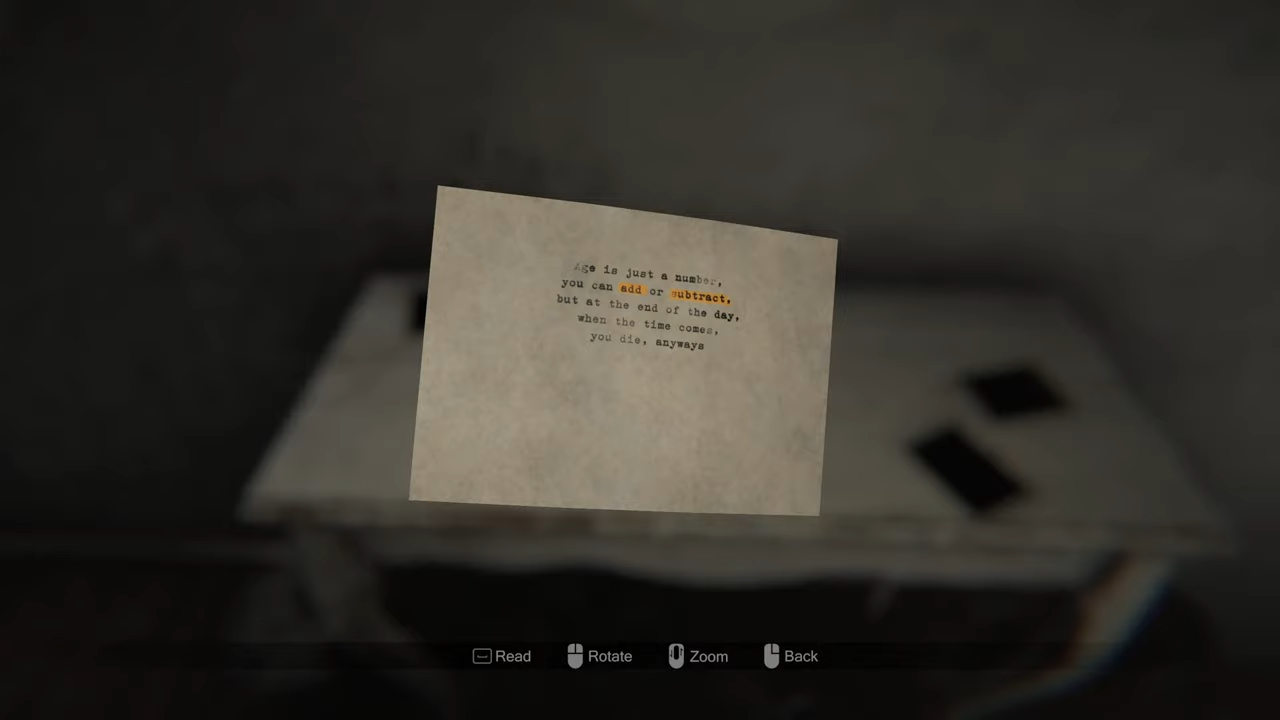 Age is just a number,
you can add or subtract,
but at the end of the day,
when the time comes,
you die, anyways
Read Rotate Zoom Back